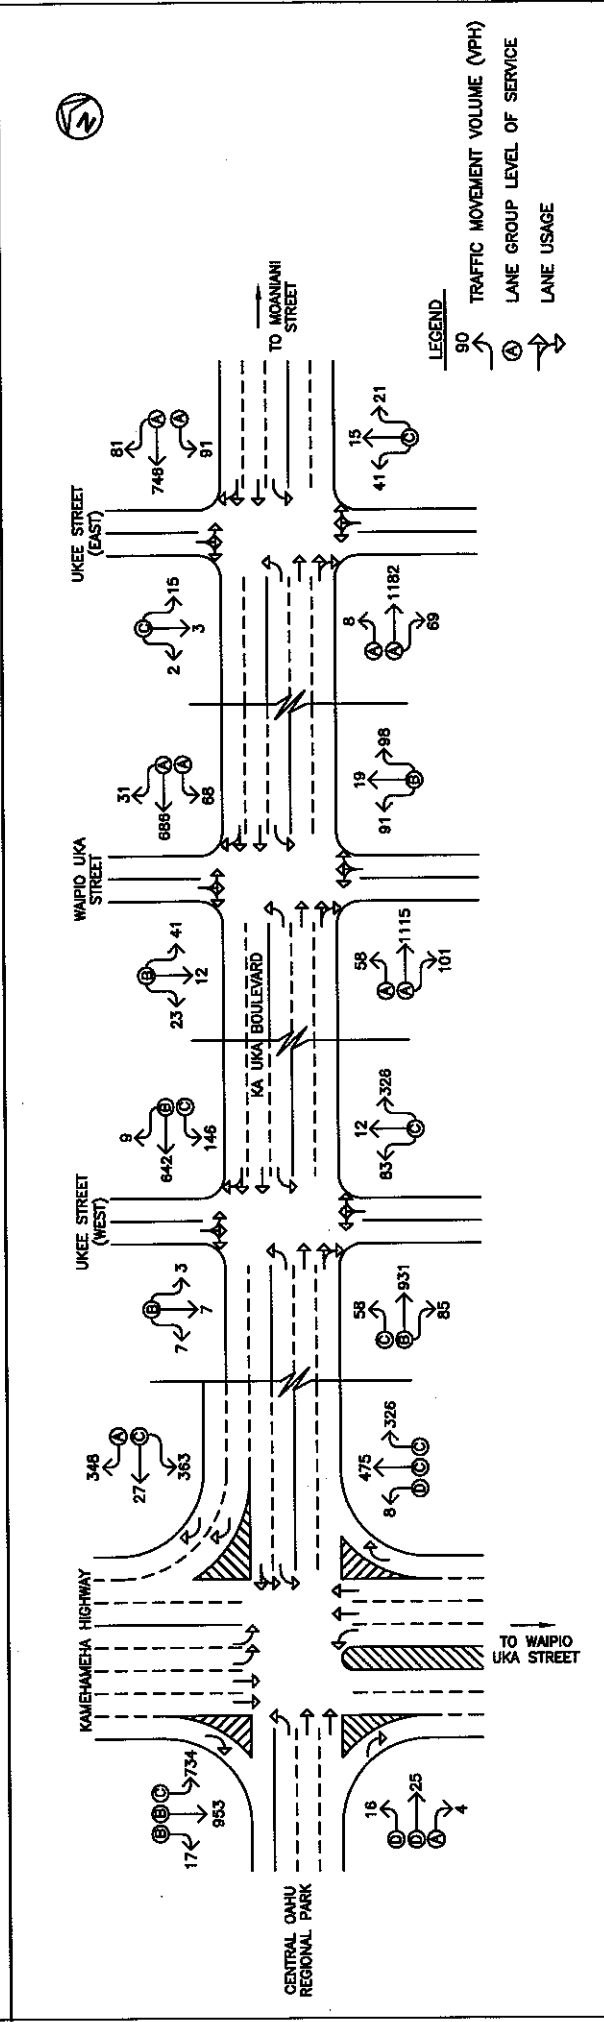 N
LEGEND
90
TRAFFIC MOVEMENT VOLUME (VPH)
A
LANE GROUP LEVEL OF SERVICE
LANE USAGE
KAMEHAMEHA HIGHWAY
UKEE STREET
(WEST)
WAIPIO UKA
STREET
UKEE STREET
(EAST)
KA UKA BOULEVARD
CENTRAL OAHU
REGIONAL PARK
TO WAIPIO
UKA STREET
TO MOANIANI
STREET
B B C
17 953 734
348 A
27 C
363
D 16
D 25
A 4
8 475 326
D C C
B
7 7 3
9
642 B
146 C
58 C
931 B
85
83 12 326
C
B
23 12 41
31
686 A
68 A
58 A
1115 A
101
91 19 98
B
C
2 3 15
81
748 A
91 A
8 A
1182 A
69
41 15 21
C